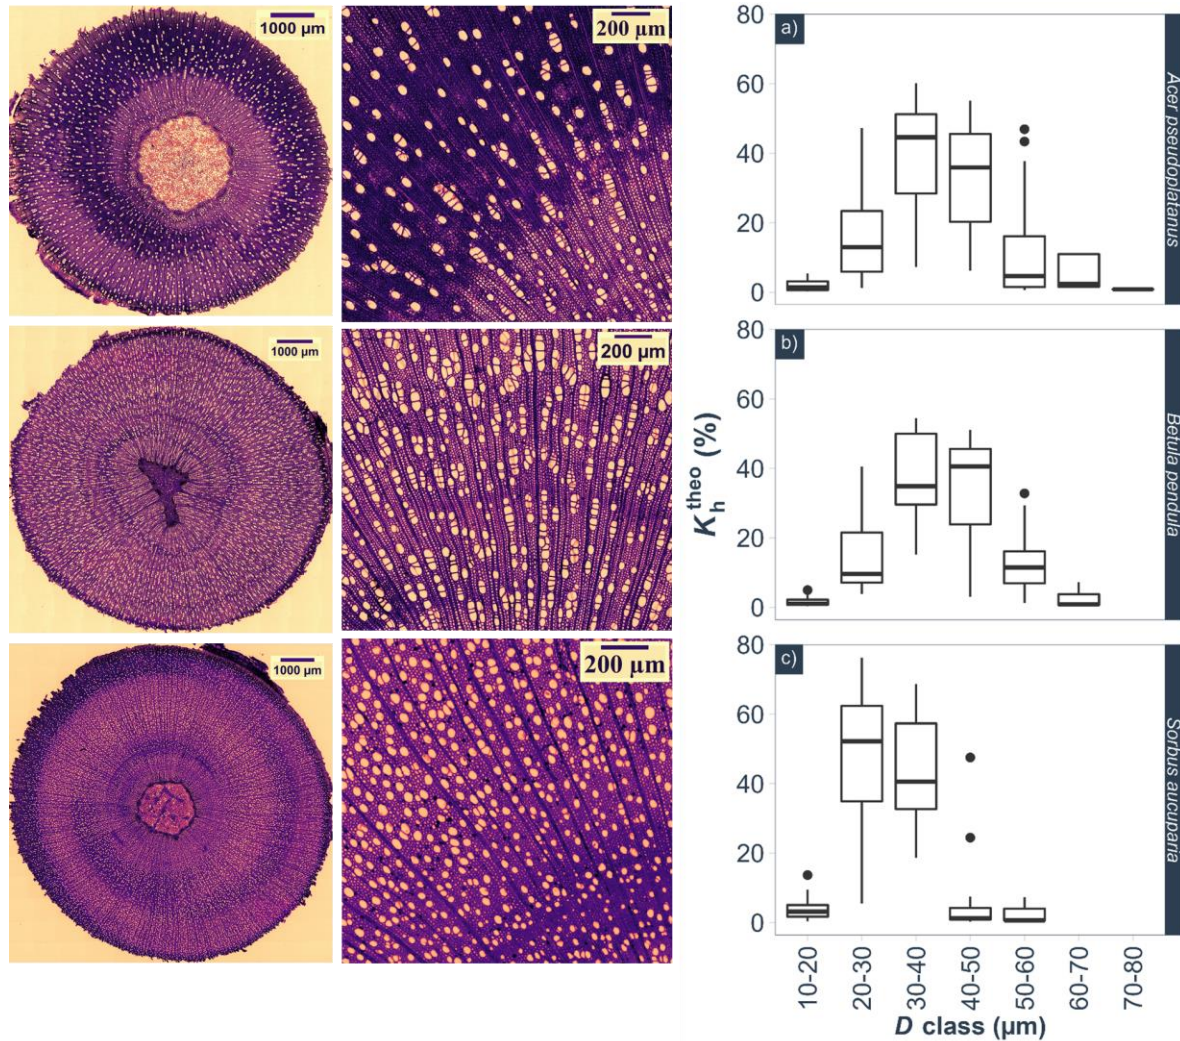 1000 µm
200 µm
1000 µm
200 µm
1000 µm
200 µm
K_h^theo (%)
a)
80
60
40
20
0
Acer pseudoplatanus
b)
80
60
40
20
0
Betula pendula
c)
80
60
40
20
0
Sorbus aucuparia
10-20
20-30
30-40
40-50
50-60
60-70
70-80
D class (µm)